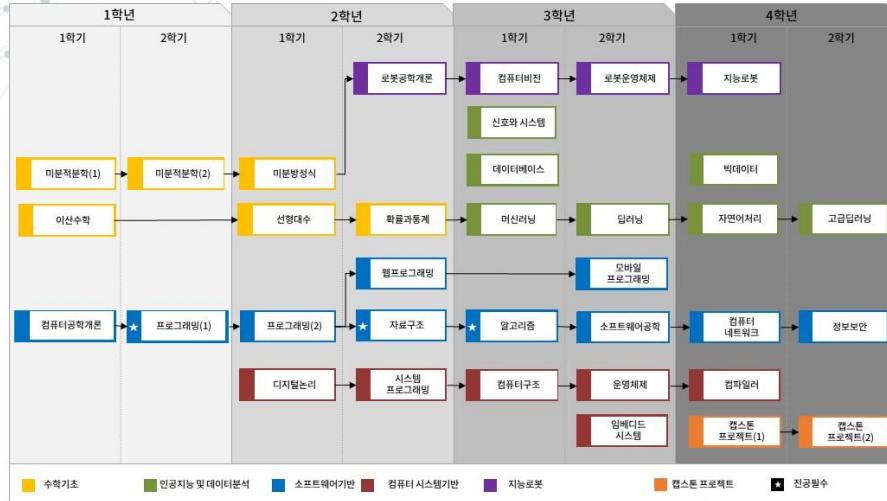 1학년
2학년
3학년
4학년
1학기
2학기
1학기
2학기
1학기
2학기
1학기
2학기
로봇공학개론
컴퓨터비전
로봇운영체제
지능로봇
신호와 시스템
미분적분학(1)
미분적분학(2)
미분방정식
데이터베이스
빅데이터
이산수학
선형대수
확률과통계
머신러닝
딥러닝
자연어처리
고급딥러닝
웹프로그래밍
모바일
프로그래밍
컴퓨터공학개론
프로그래밍(1)
프로그래밍(2)
자료구조
알고리즘
소프트웨어공학
컴퓨터
네트워크
정보보안
디지털논리
시스템
프로그래밍
컴퓨터구조
운영체제
컴파일러
임베디드
시스템
캡스톤
프로젝트(1)
캡스톤
프로젝트(2)
수학기초
인공지능 및 데이터분석
소프트웨어기반
컴퓨터 시스템기반
지능로봇
캡스톤 프로젝트
전공필수